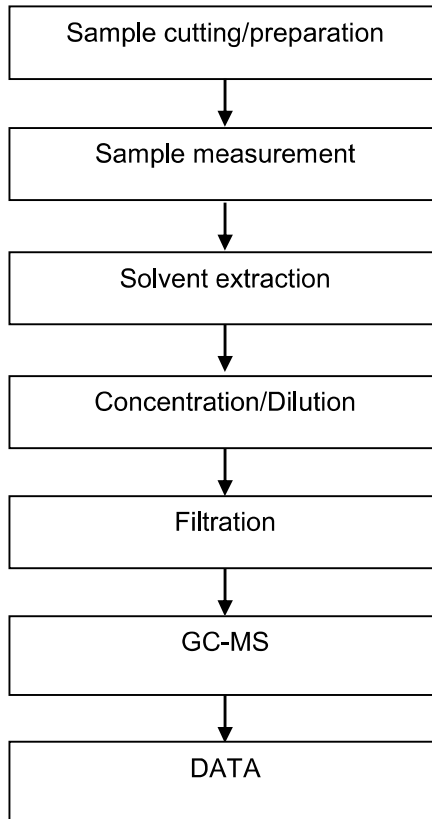 Sample cutting/preparation
Sample measurement
Solvent extraction
Concentration/Dilution
Filtration
GC-MS
DATA